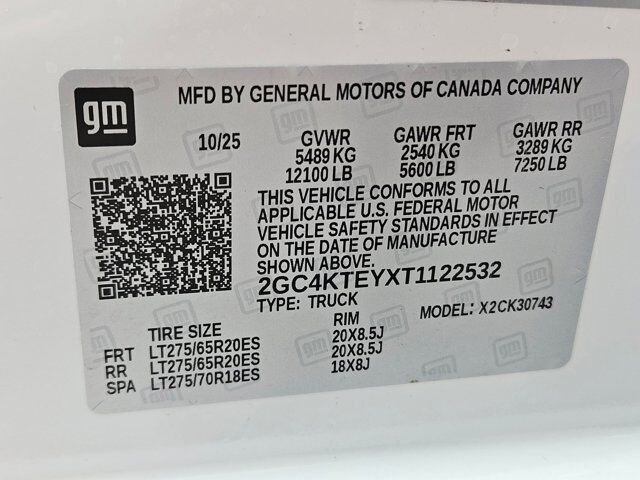 gm
MFD BY GENERAL MOTORS OF CANADA COMPANY
10/25 GVWR GAWR FRT GAWR RR
5489 KG 2540 KG 3289 KG
12100 LB 5600 LB 7250 LB
THIS VEHICLE CONFORMS TO ALL
APPLICABLE U.S. FEDERAL MOTOR
VEHICLE SAFETY STANDARDS IN EFFECT
ON THE DATE OF MANUFACTURE
SHOWN ABOVE.
2GC4KTEYXT1122532
TYPE: TRUCK MODEL: X2CK30743
TIRE SIZE RIM
FRT LT275/65R20ES 20X8.5J
RR LT275/65R20ES 20X8.5J
SPA LT275/70R18ES 18X8J